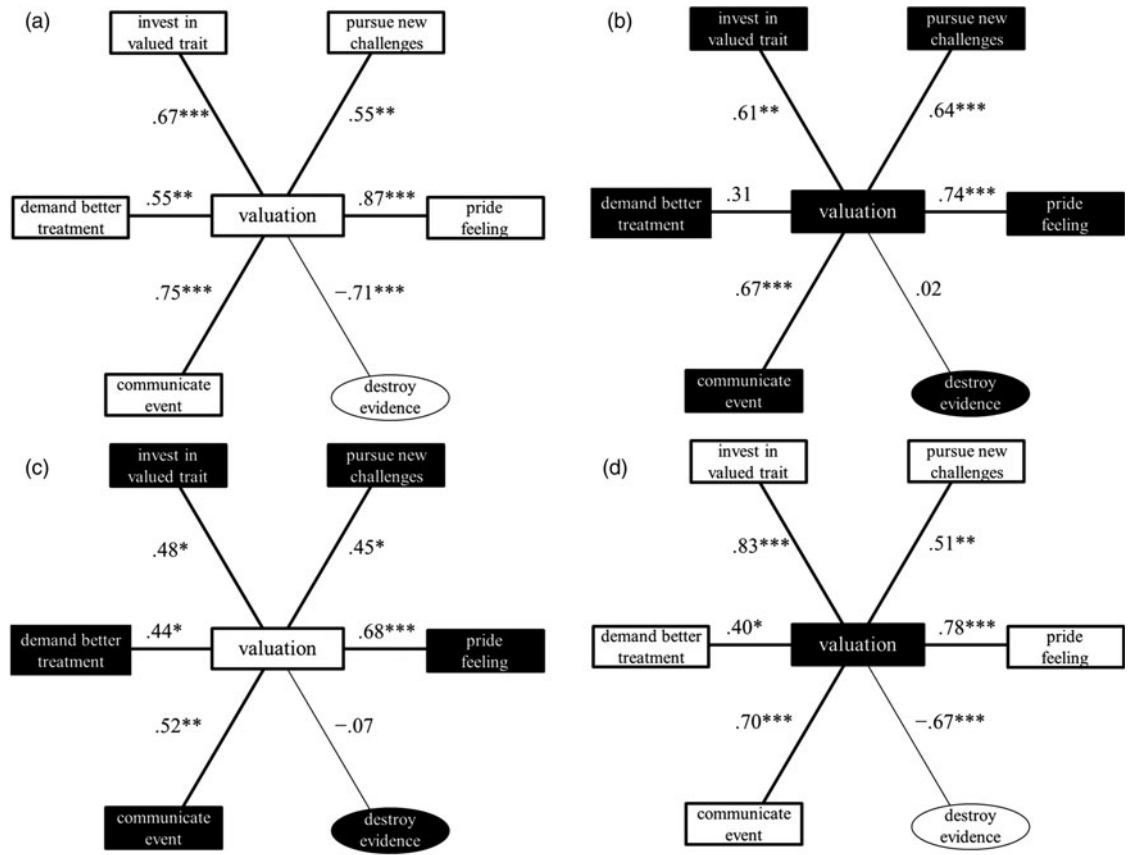 (a)
invest in
valued trait
pursue new
challenges
.67***
.55**
demand better
treatment
.55**
valuation
.87***
pride
feeling
.75***
−.71***
communicate
event
destroy
evidence
(b)
invest in
valued trait
pursue new
challenges
.61**
.64***
demand better
treatment
.31
valuation
.74***
pride
feeling
.67***
.02
communicate
event
destroy
evidence
(c)
invest in
valued trait
pursue new
challenges
.48*
.45*
demand better
treatment
.44*
valuation
.68***
pride
feeling
.52**
−.07
communicate
event
destroy
evidence
(d)
invest in
valued trait
pursue new
challenges
.83***
.51**
demand better
treatment
.40*
valuation
.78***
pride
feeling
.70***
−.67***
communicate
event
destroy
evidence